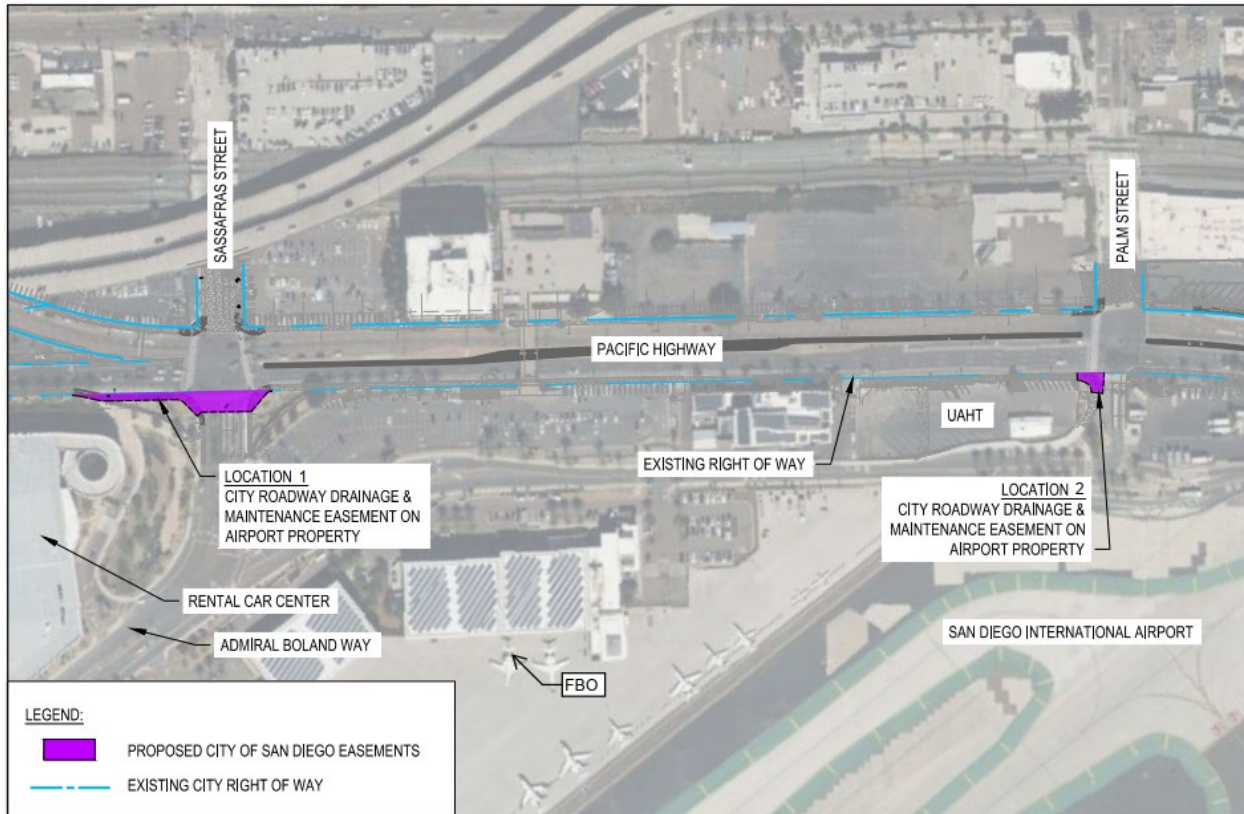 SASSAFRAS STREET
PALM STREET
PACIFIC HIGHWAY
UAHT
EXISTING RIGHT OF WAY
LOCATION 1
CITY ROADWAY DRAINAGE &
MAINTENANCE EASEMENT ON
AIRPORT PROPERTY
LOCATION 2
CITY ROADWAY DRAINAGE &
MAINTENANCE EASEMENT ON
AIRPORT PROPERTY
RENTAL CAR CENTER
ADMIRAL BOLAND WAY
SAN DIEGO INTERNATIONAL AIRPORT
FBO
LEGEND:
PROPOSED CITY OF SAN DIEGO EASEMENTS
EXISTING CITY RIGHT OF WAY